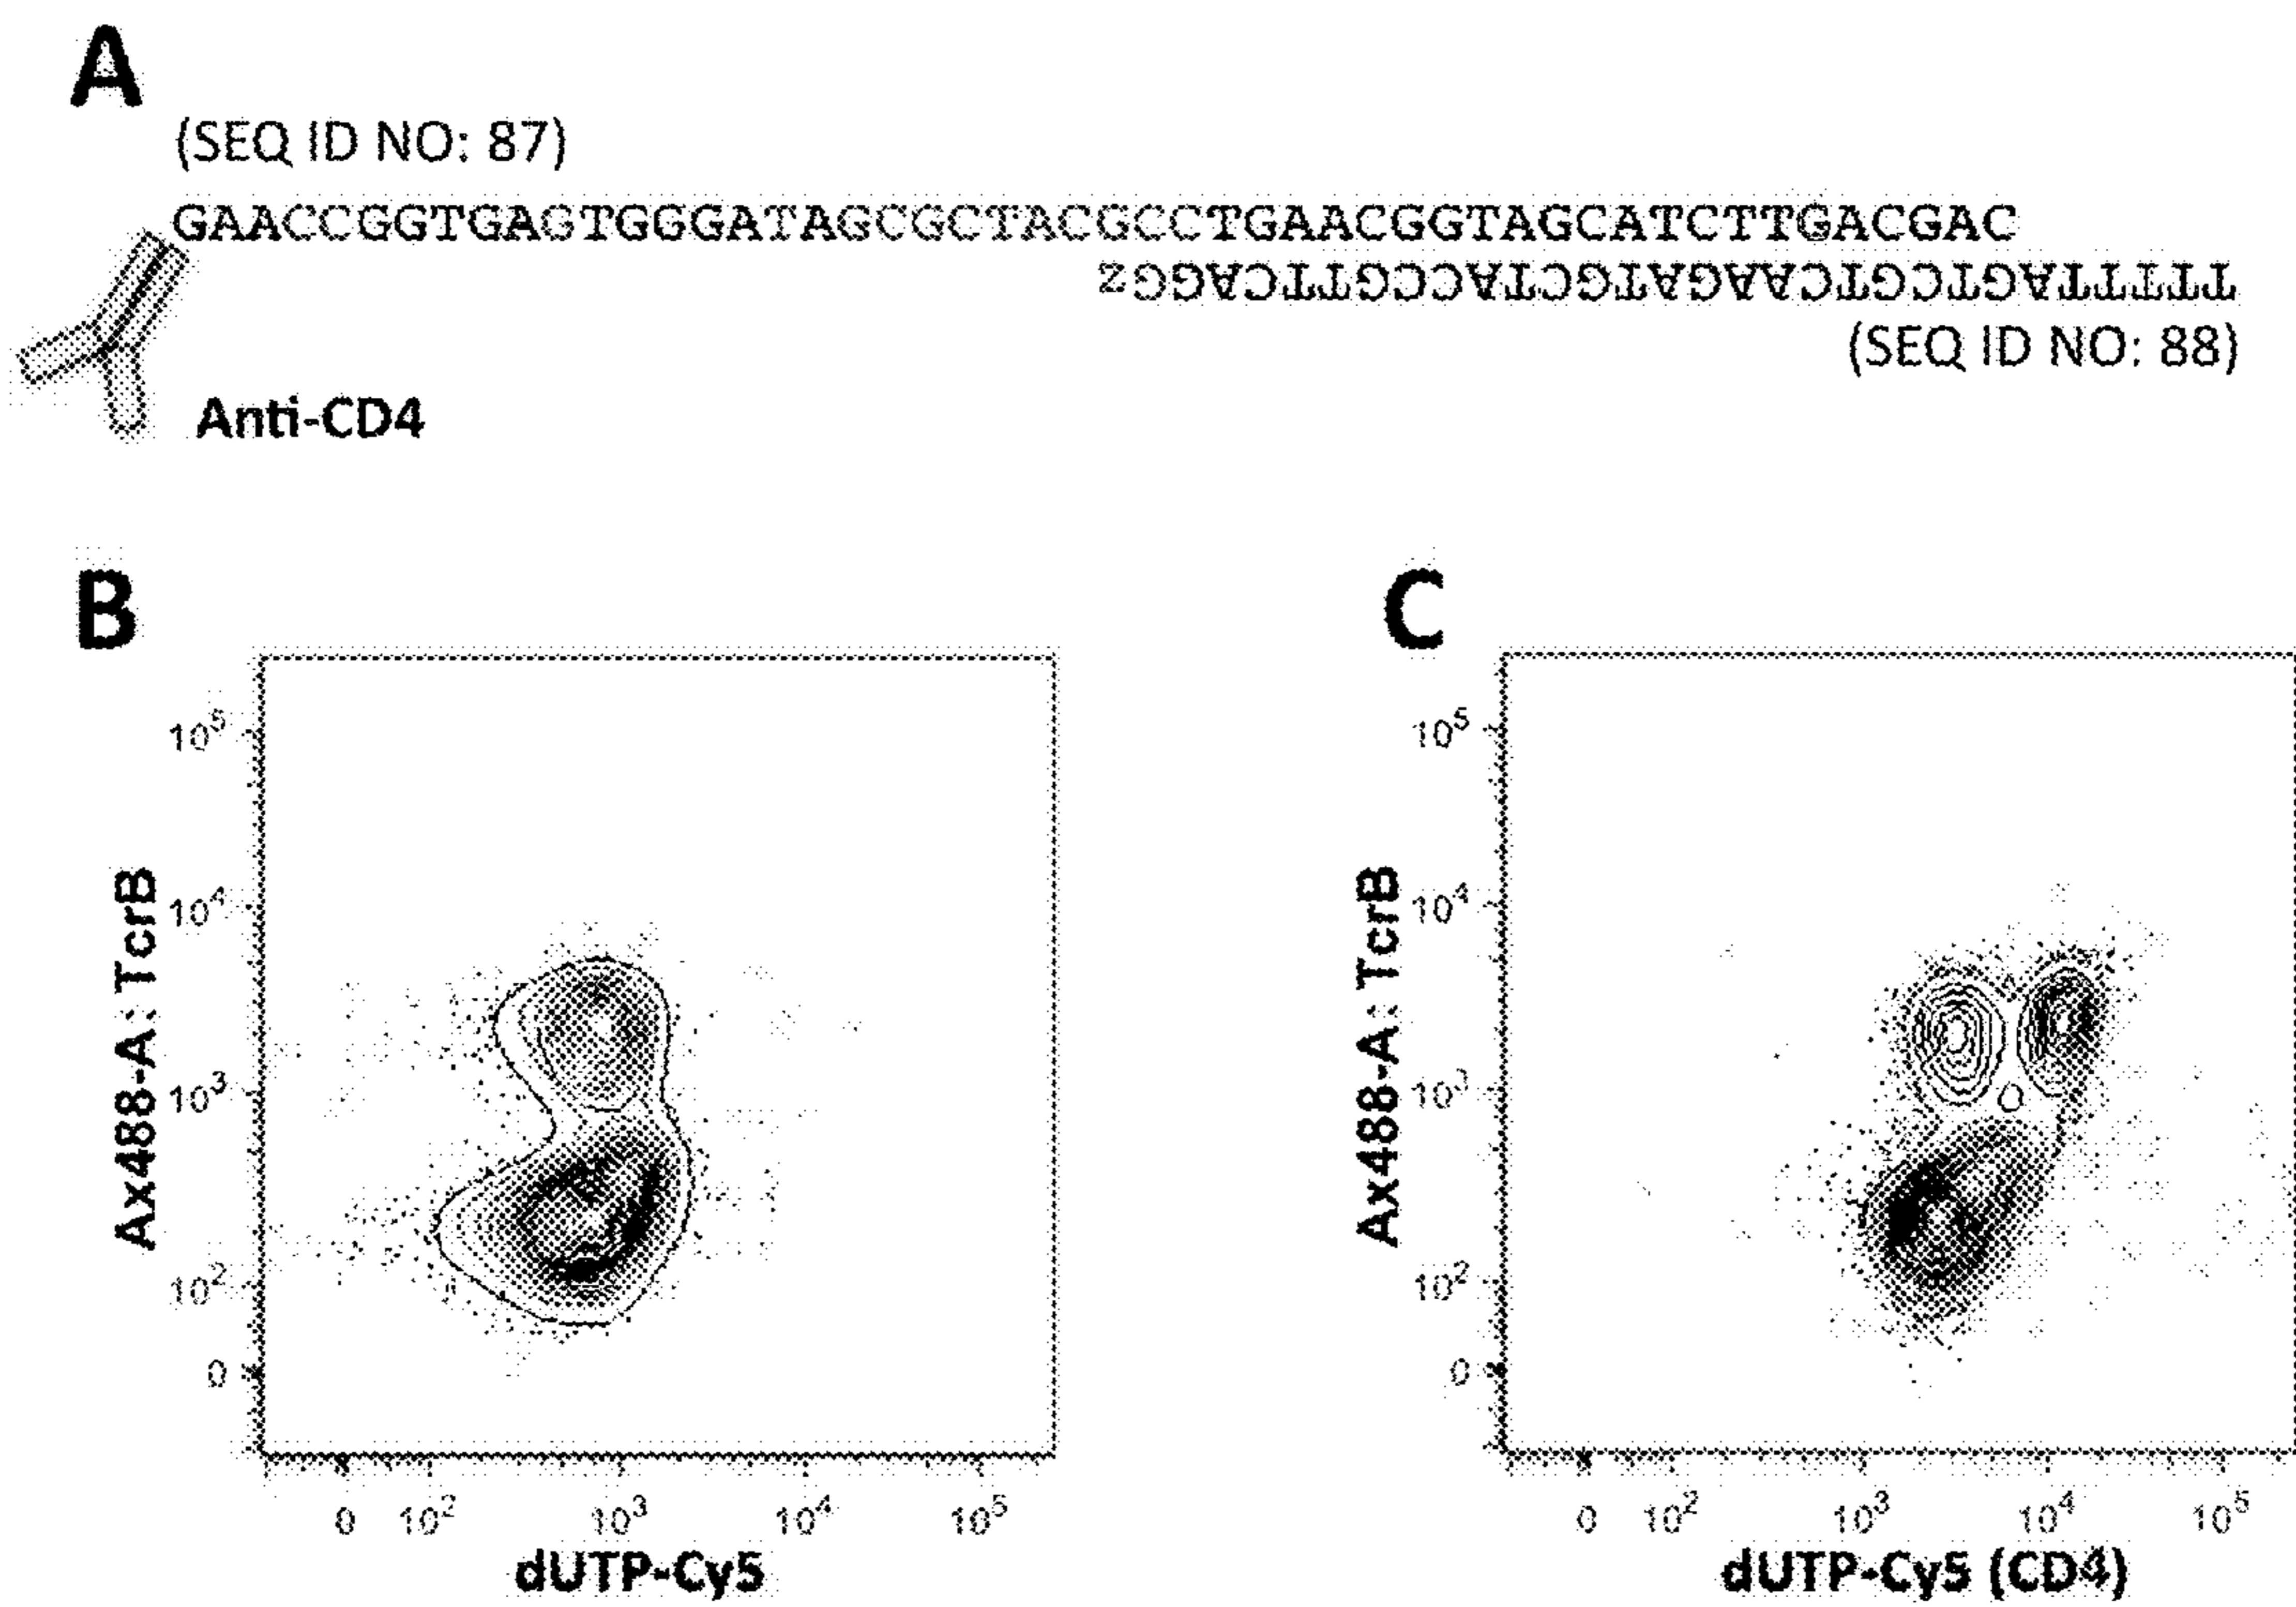 A
(SEQ ID NO: 87)
GAACCGGTGAGTGGGATAGCGCTACGCCTGAACGGTAGCATCTTGACGAC
TTTTTAGTCGTCAAGATGCTACCGTTCAGGz
(SEQ ID NO: 88)
Anti-CD4
B
Ax488-A: TcrB
10⁵
10⁴
10³
10²
0
0 10² 10³ 10⁴ 10⁵
dUTP-Cy5
C
Ax488-A: TcrB
10⁵
10⁴
10³
10²
0
0 10² 10³ 10⁴ 10⁵
dUTP-Cy5 (CD4)